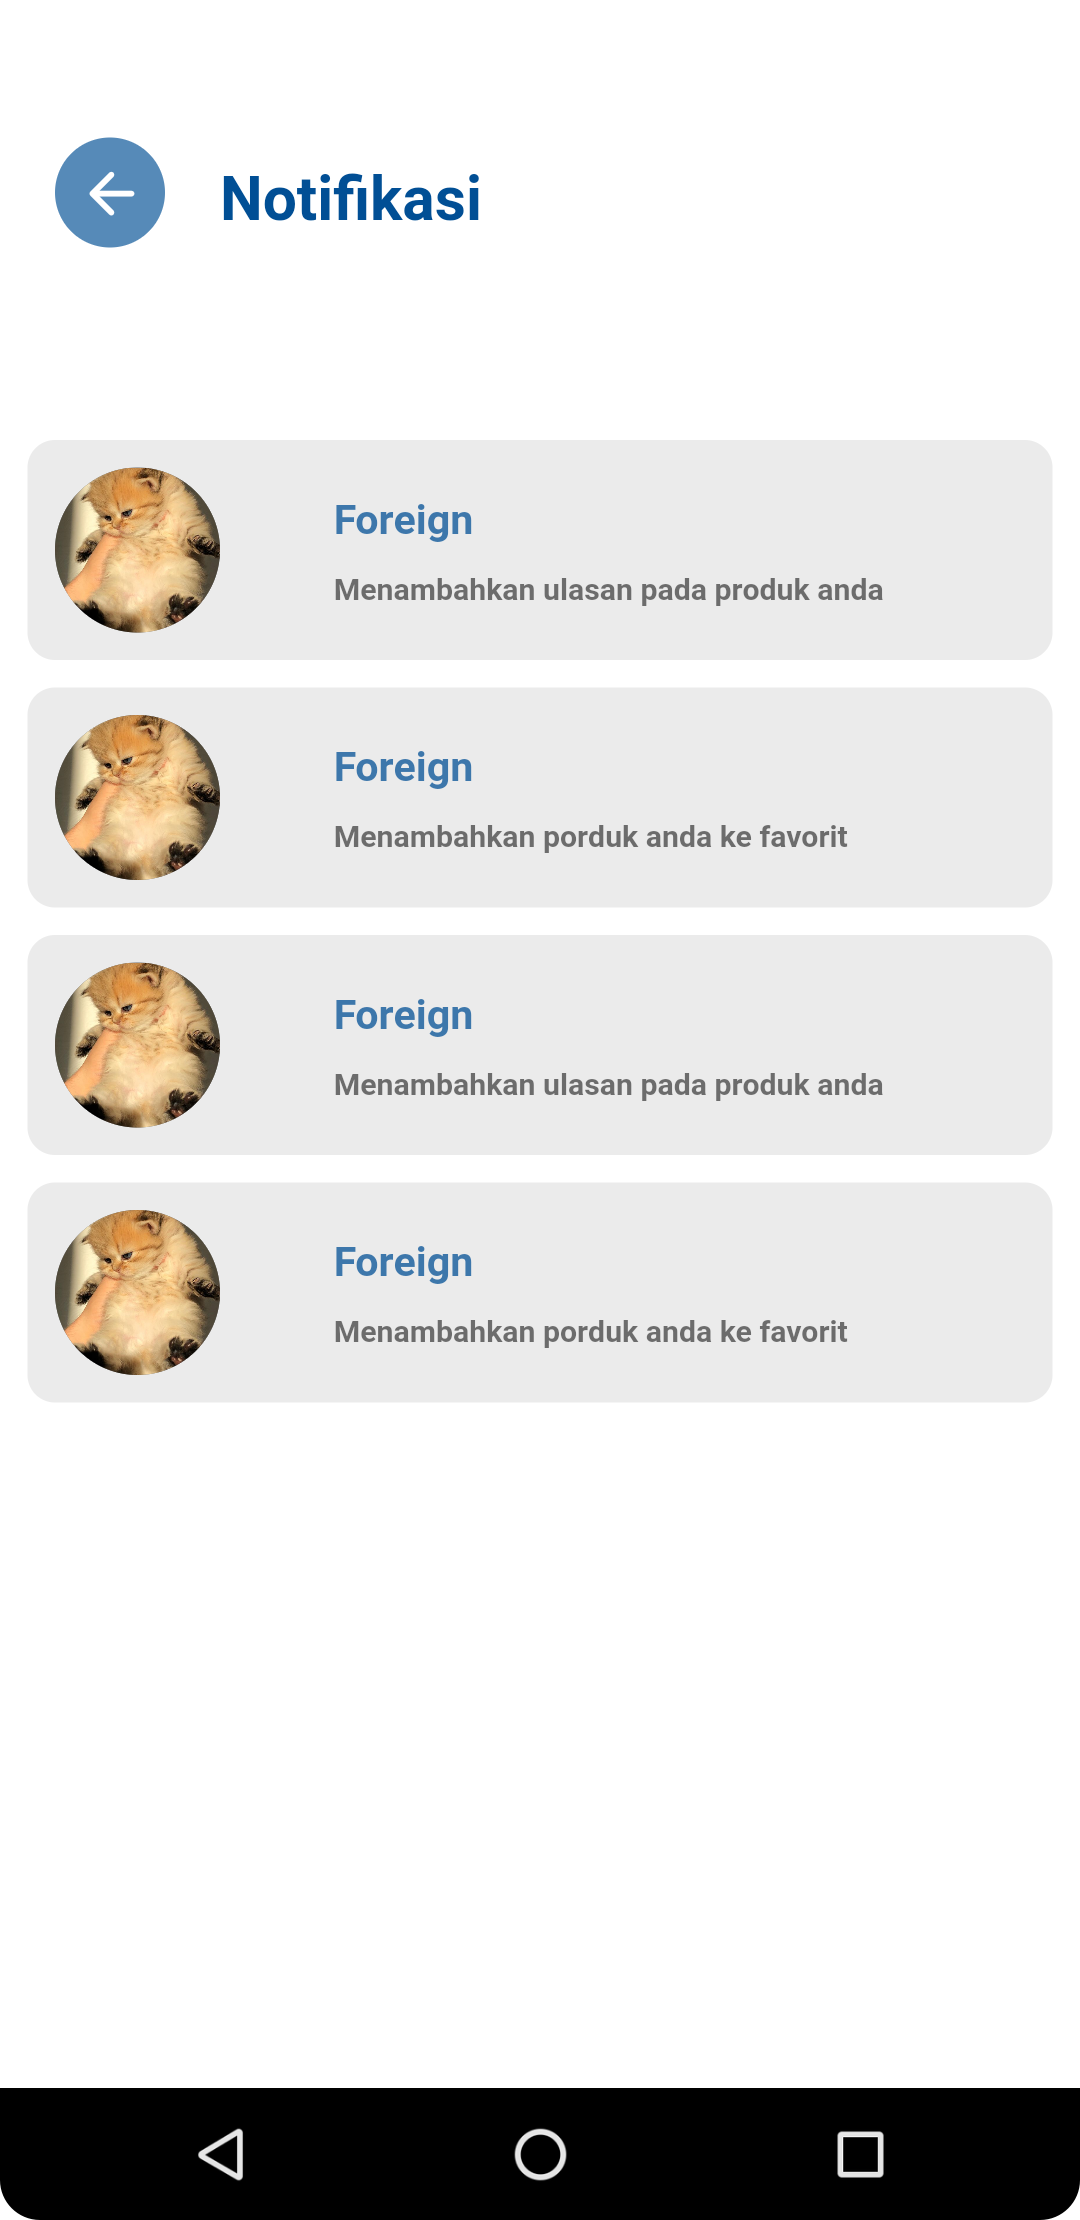 Notifikasi
Foreign
Menambahkan ulasan pada produk anda
Foreign
Menambahkan porduk anda ke favorit
Foreign
Menambahkan ulasan pada produk anda
Foreign
Menambahkan porduk anda ke favorit